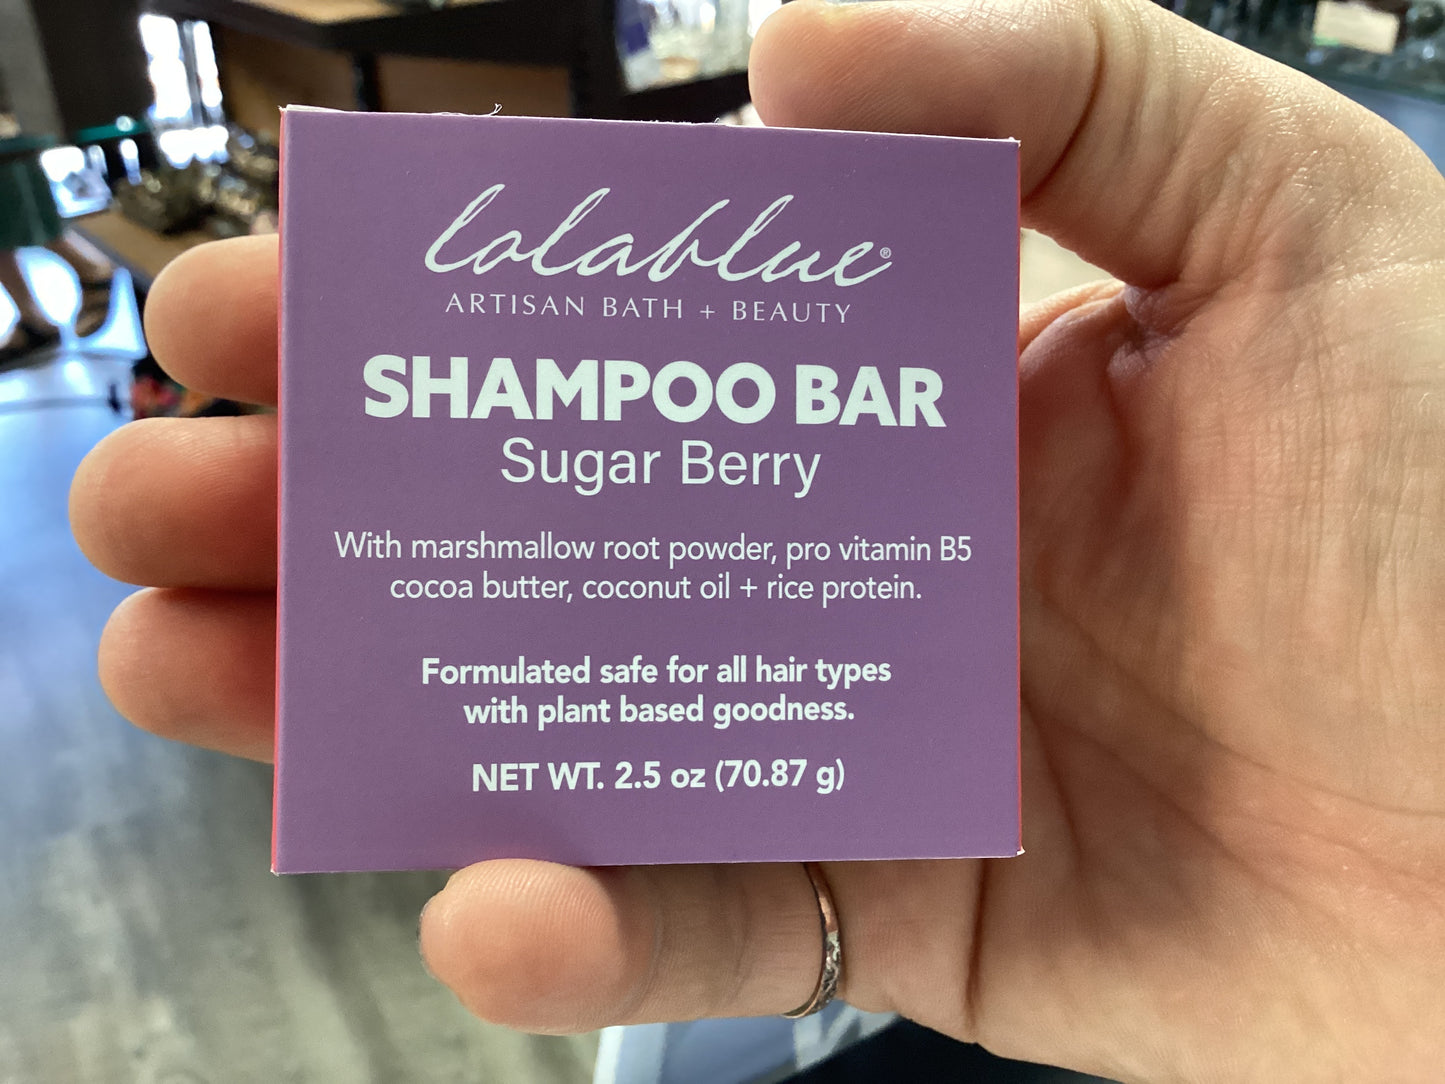 lolablue®
ARTISAN BATH + BEAUTY
SHAMPOO BAR
Sugar Berry
With marshmallow root powder, pro vitamin B5
cocoa butter, coconut oil + rice protein.
Formulated safe for all hair types
with plant based goodness.
NET WT. 2.5 oz (70.87 g)